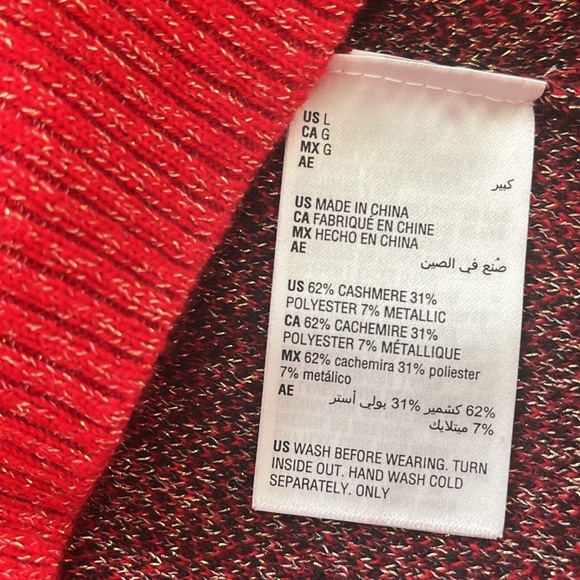 US L
CA G
MX G
AE
كبير
US MADE IN CHINA
CA FABRIQUÉ EN CHINE
MX HECHO EN CHINA
AE
صُنع في الصين
US 62% CASHMERE 31%
POLYESTER 7% METALLIC
CA 62% CACHEMIRE 31%
POLYESTER 7% MÉTALLIQUE
MX 62% cachemira 31% poliester
7% metálico
AE
62% كشمير 31% بولي أستر
7% ميتلايك
US WASH BEFORE WEARING. TURN
INSIDE OUT. HAND WASH COLD
SEPARATELY. ONLY